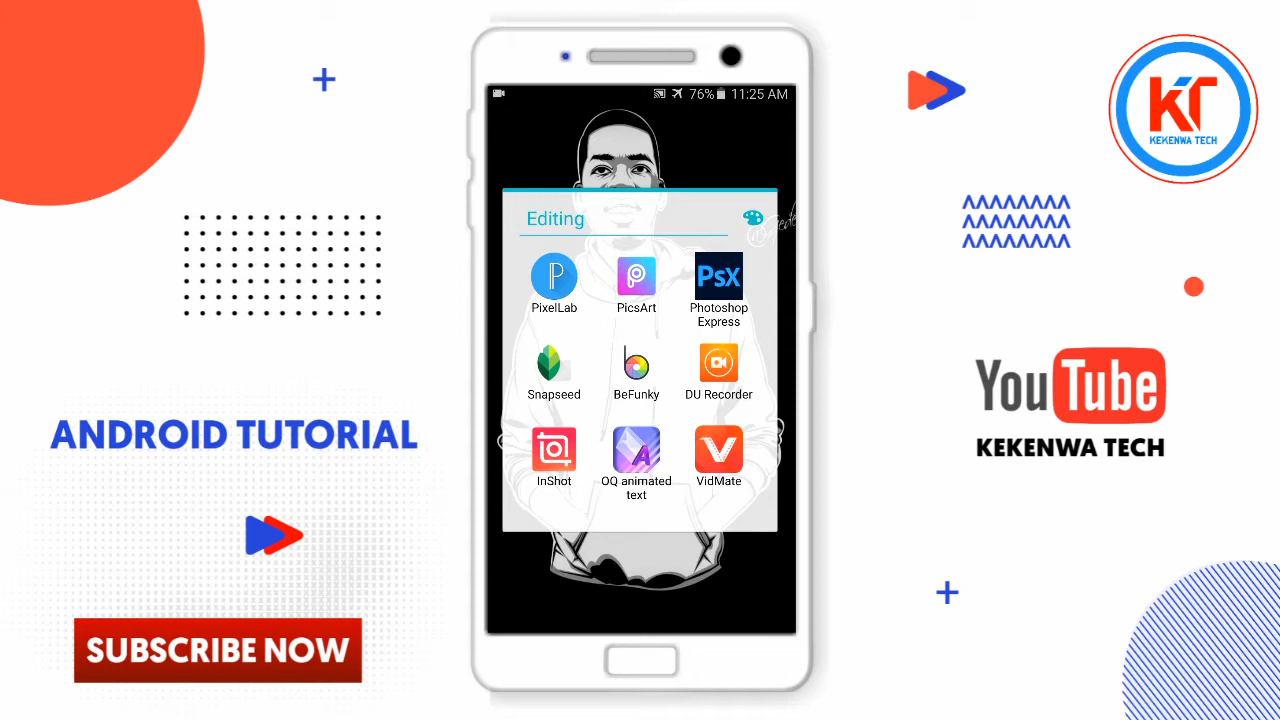 76% 11:25 AM
KT
KEKENWA TECH
Editing
PixelLab
PicsArt
PsX
Photoshop
Express
Snapseed
BeFunky
DU Recorder
InShot
A
OQ animated
text
VidMate
YouTube
KEKENWA TECH
ANDROID TUTORIAL
SUBSCRIBE NOW